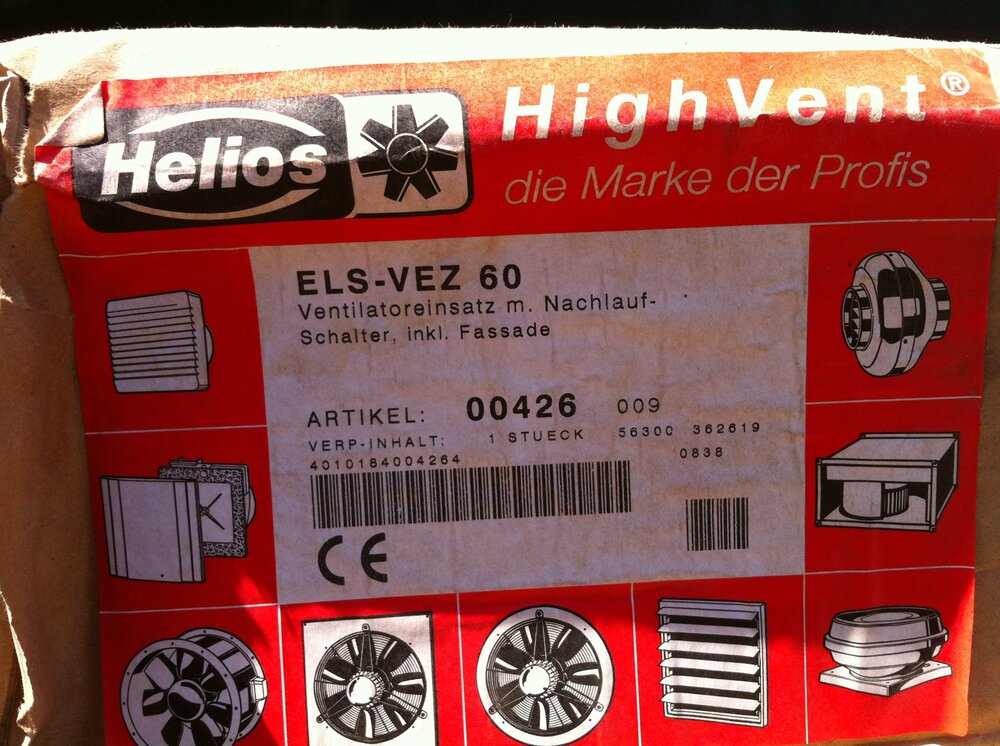 Helios
HighVent®
die Marke der Profis
ELS-VEZ 60
Ventilatoreinsatz m. Nachlauf-
Schalter, inkl. Fassade
ARTIKEL: 00426 009
VERP-INHALT: 1 STUECK 56300 362619
4010184004264 0838
CE